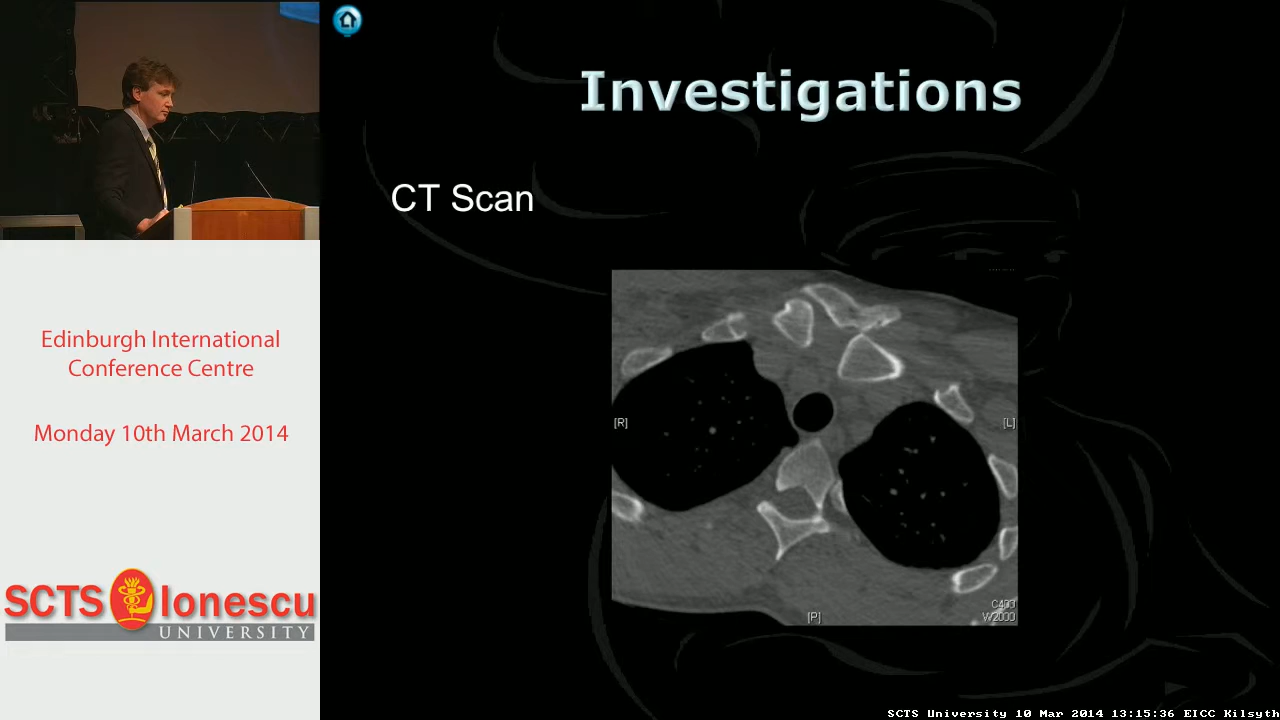 Investigations
CT Scan
[R]
[L]
[P]
C400
W2000
Edinburgh International
Conference Centre
Monday 10th March 2014
SCTS Ionescu
UNIVERSITY
SCTS University 10 Mar 2014 13:15:36 EICC Kilsyth